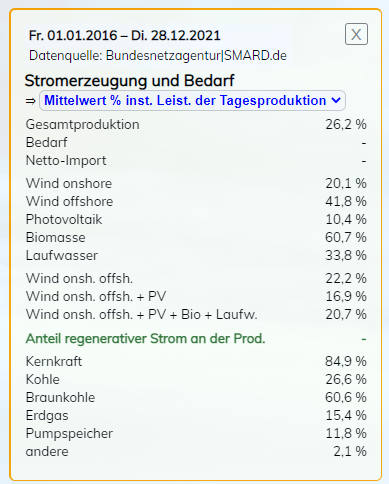 Fr. 01.01.2016 – Di. 28.12.2021 X
Datenquelle: Bundesnetzagentur|SMARD.de
Stromerzeugung und Bedarf
⇒ Mittelwert % inst. Leist. der Tagesproduktion
Gesamtproduktion 26,2 %
Bedarf -
Netto-Import -
Wind onshore 20,1 %
Wind offshore 41,8 %
Photovoltaik 10,4 %
Biomasse 60,7 %
Laufwasser 33,8 %
Wind onsh. offsh. 22,2 %
Wind onsh. offsh. + PV 16,9 %
Wind onsh. offsh. + PV + Bio + Laufw. 20,7 %
Anteil regenerativer Strom an der Prod. -
Kernkraft 84,9 %
Kohle 26,6 %
Braunkohle 60,6 %
Erdgas 15,4 %
Pumpspeicher 11,8 %
andere 2,1 %